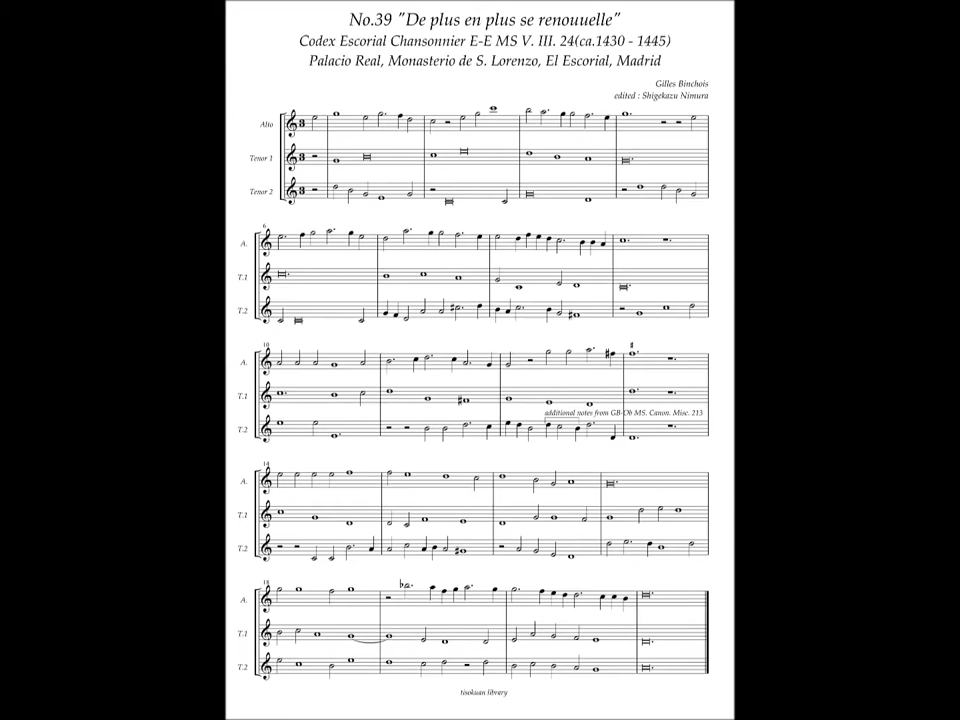 No.39 "De plus en plus se renouuelle"
Codex Escorial Chansonnier E-E MS V. III. 24(ca.1430 - 1445)
Palacio Real, Monasterio de S. Lorenzo, El Escorial, Madrid
Gilles Binchois
edited : Shigekazu Nimura
Alto
Tenor 1
Tenor 2
6
A.
T.1
T.2
10
A.
T.1
additional notes from GB-Ob MS. Canon. Misc. 213
T.2
14
A.
T.1
T.2
18
A.
T.1
T.2
tisokuan library